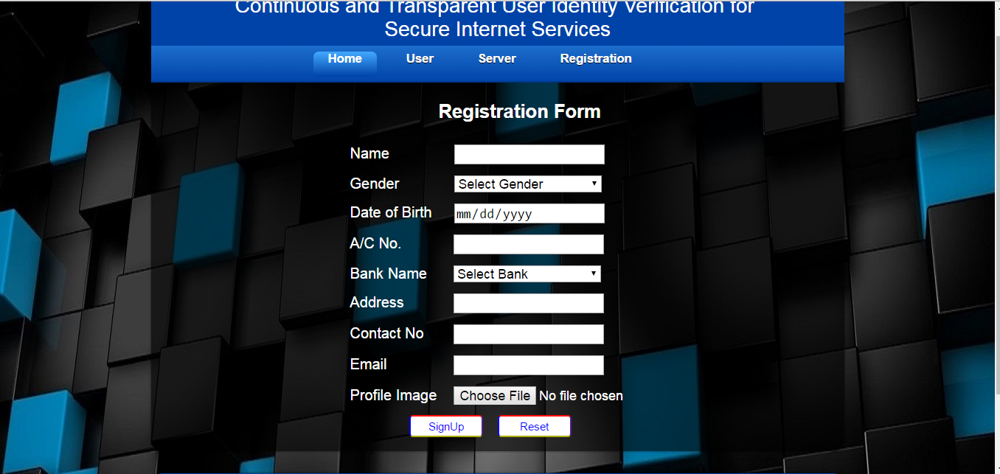 Continuous and Transparent User Identity Verification for
Secure Internet Services
Home User Server Registration
Registration Form
Name
Gender Select Gender
Date of Birth mm/dd/yyyy
A/C No.
Bank Name Select Bank
Address
Contact No
Email
Profile Image Choose File No file chosen
SignUp Reset